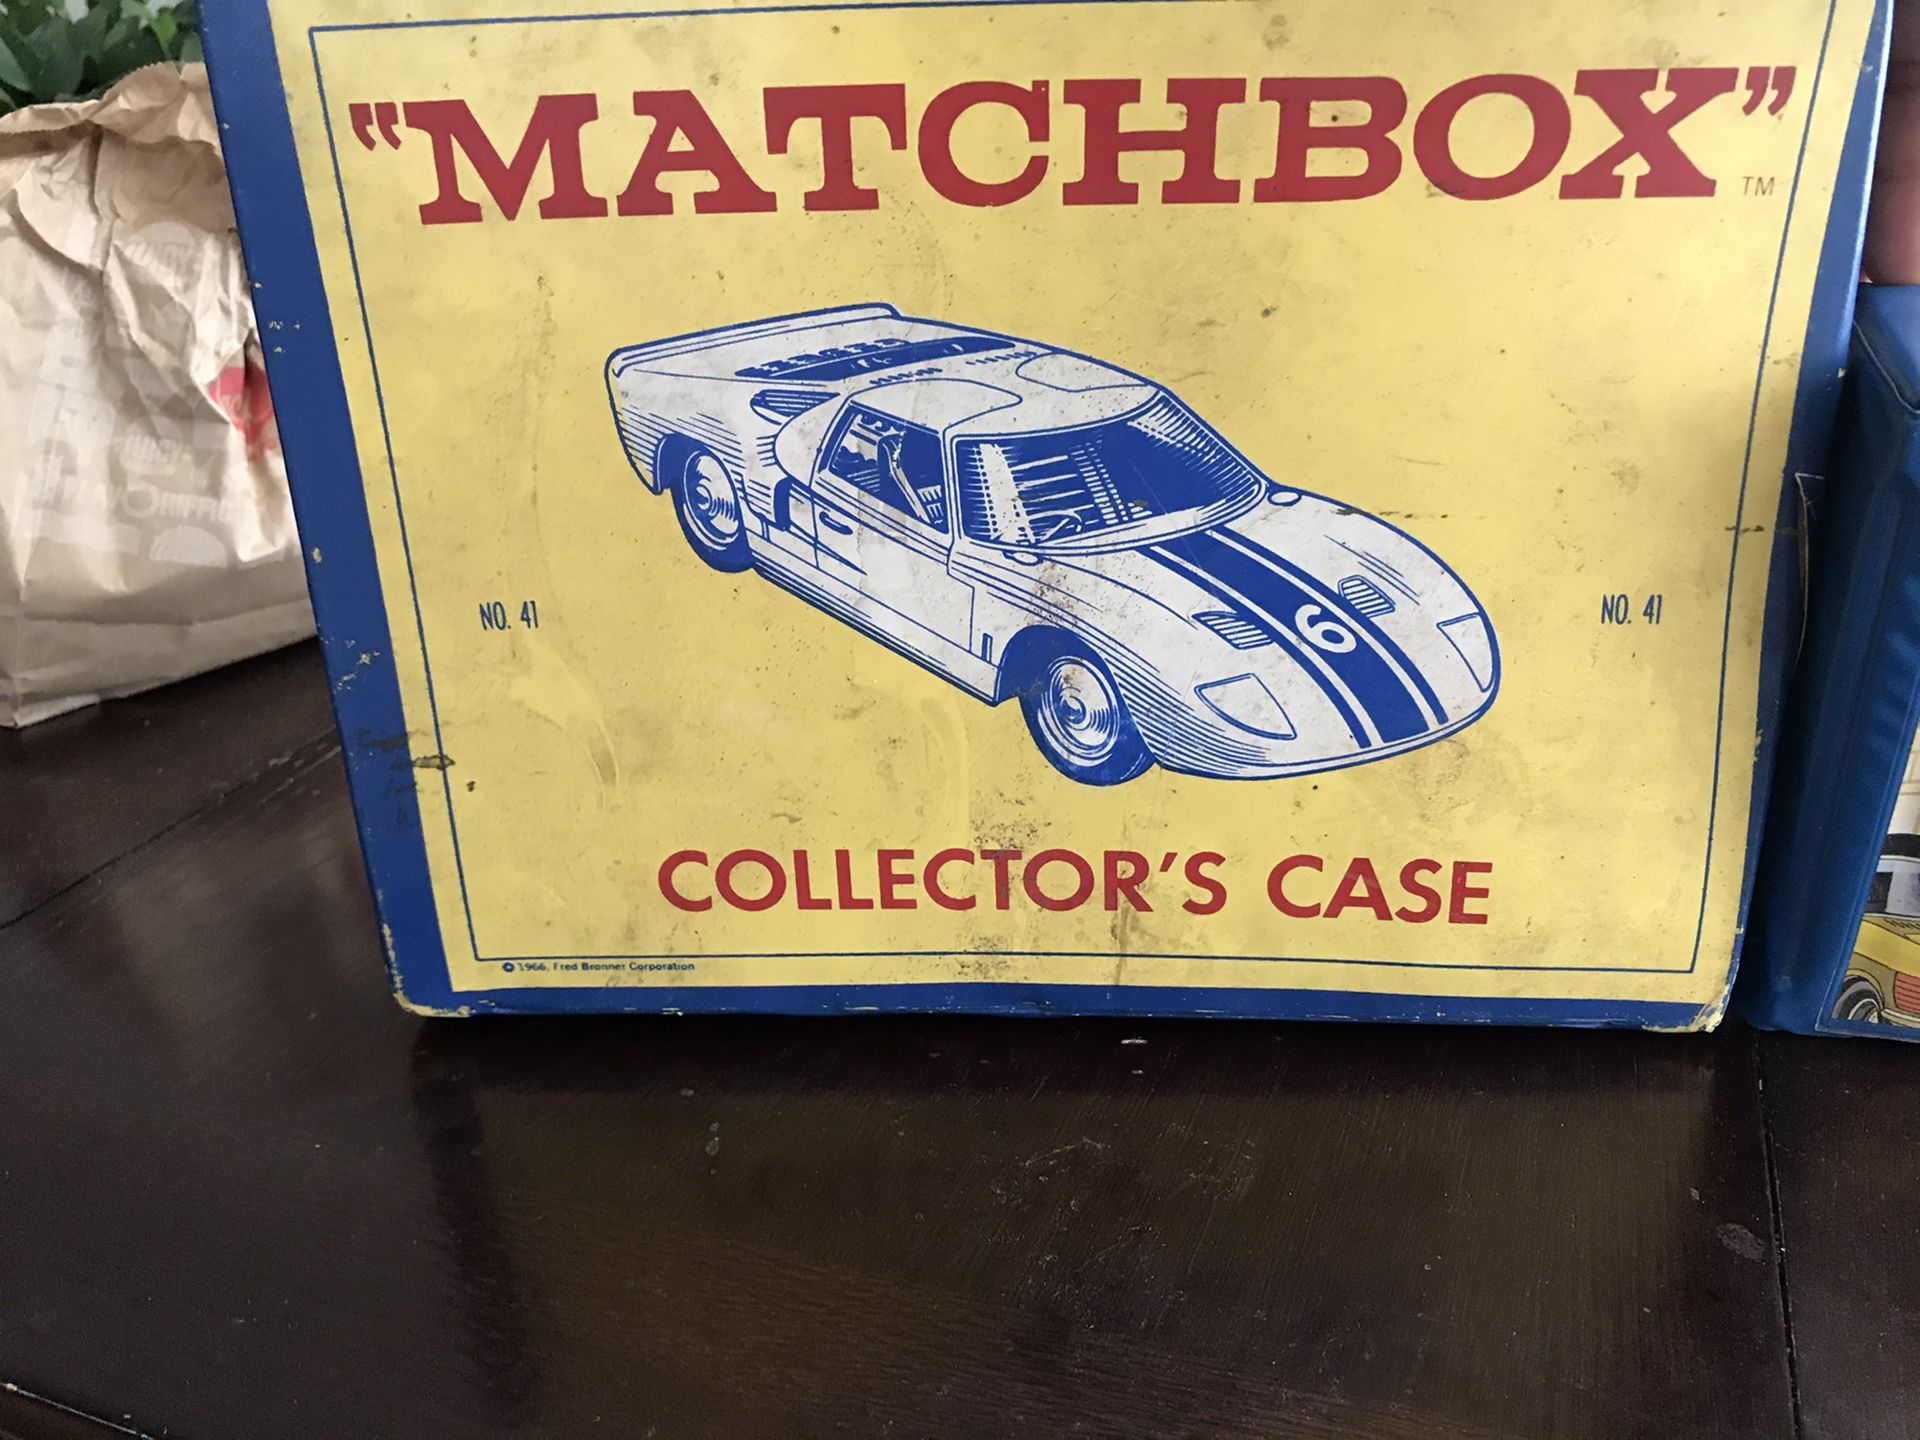 "MATCHBOX"
TM
NO. 41
6
NO. 41
COLLECTOR'S CASE
© 1966, Fred Bronner Corporation